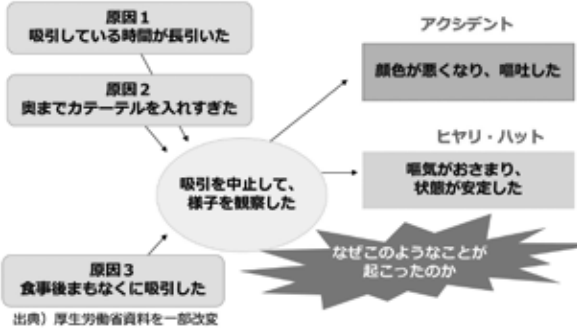 原因１
吸引している時間が長引いた
原因２
奥までカテーテルを入れすぎた
原因３
食事後まもなくに吸引した
吸引を中止して、
様子を観察した
アクシデント
顔色が悪くなり、嘔吐した
ヒヤリ・ハット
嘔気がおさまり、
状態が安定した
なぜこのようなことが
起こったのか
出典）厚生労働省資料を一部改変